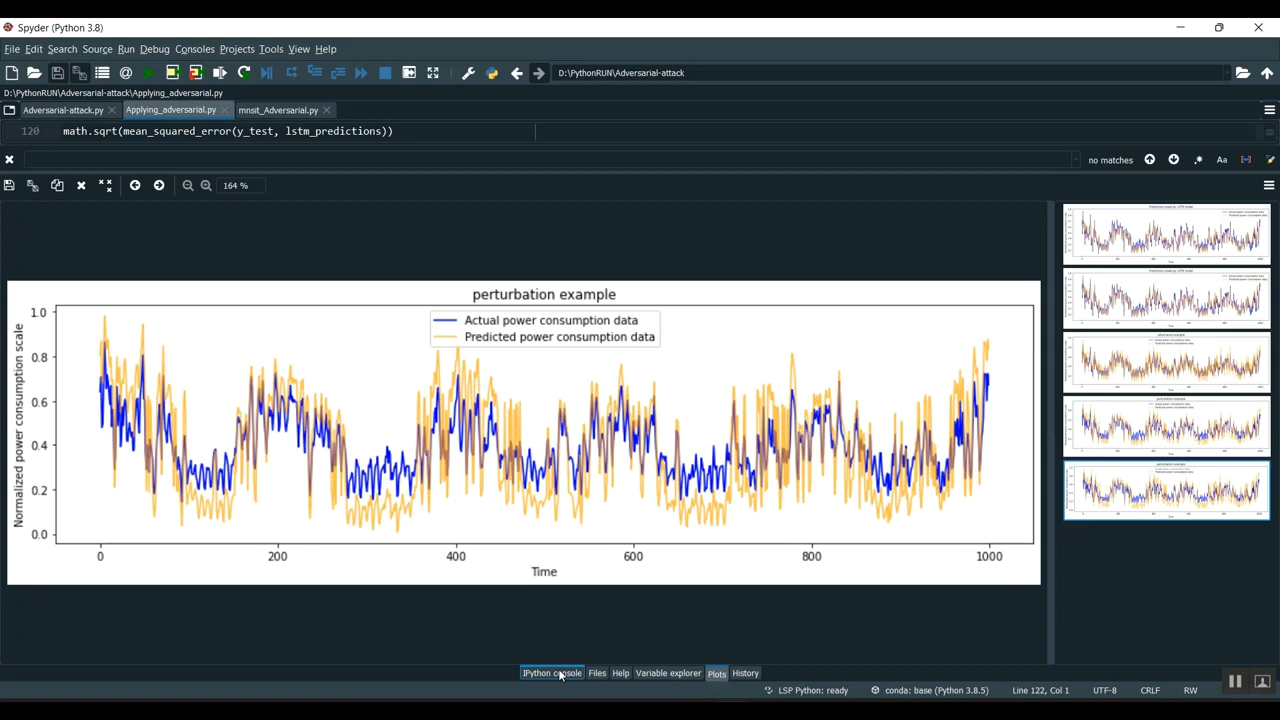 Spyder (Python 3.8)
File Edit Search Source Run Debug Consoles Projects Tools View Help
D:\PythonRUN\Adversarial-attack
D:\PythonRUN\Adversarial-attack\Applying_adversarial.py
Adversarial-attack.py Applying_adversarial.py mnsit_Adversarial.py
120 math.sqrt(mean_squared_error(y_test, lstm_predictions))
no matches Aa
164 %
perturbation example
Actual power consumption data
Predicted power consumption data
Normalized power consumption scale
1.0
0.8
0.6
0.4
0.2
0.0
0 200 400 600 800 1000
Time
IPython console Files Help Variable explorer Plots History
LSP Python: ready conda: base (Python 3.8.5) Line 122, Col 1 UTF-8 CRLF RW